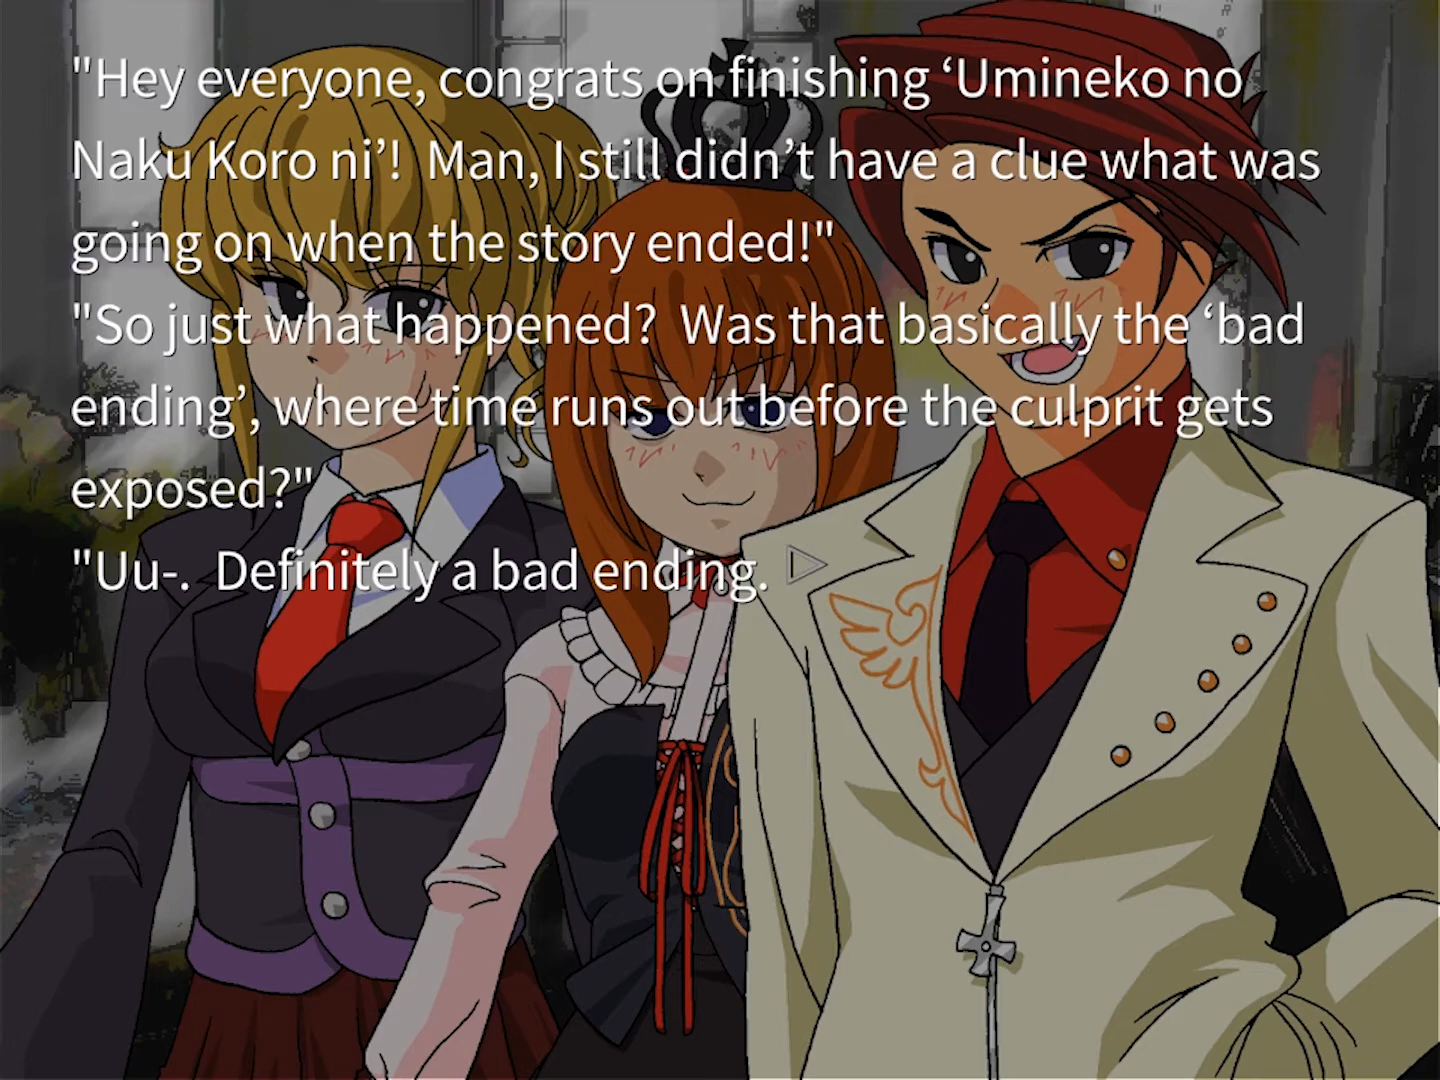 "Hey everyone, congrats on finishing ‘Umineko no
Naku Koro ni’!  Man, I still didn’t have a clue what was
going on when the story ended!"
"So just what happened?  Was that basically the ‘bad
ending’, where time runs out before the culprit gets
exposed?"
"Uu-.  Definitely a bad ending.